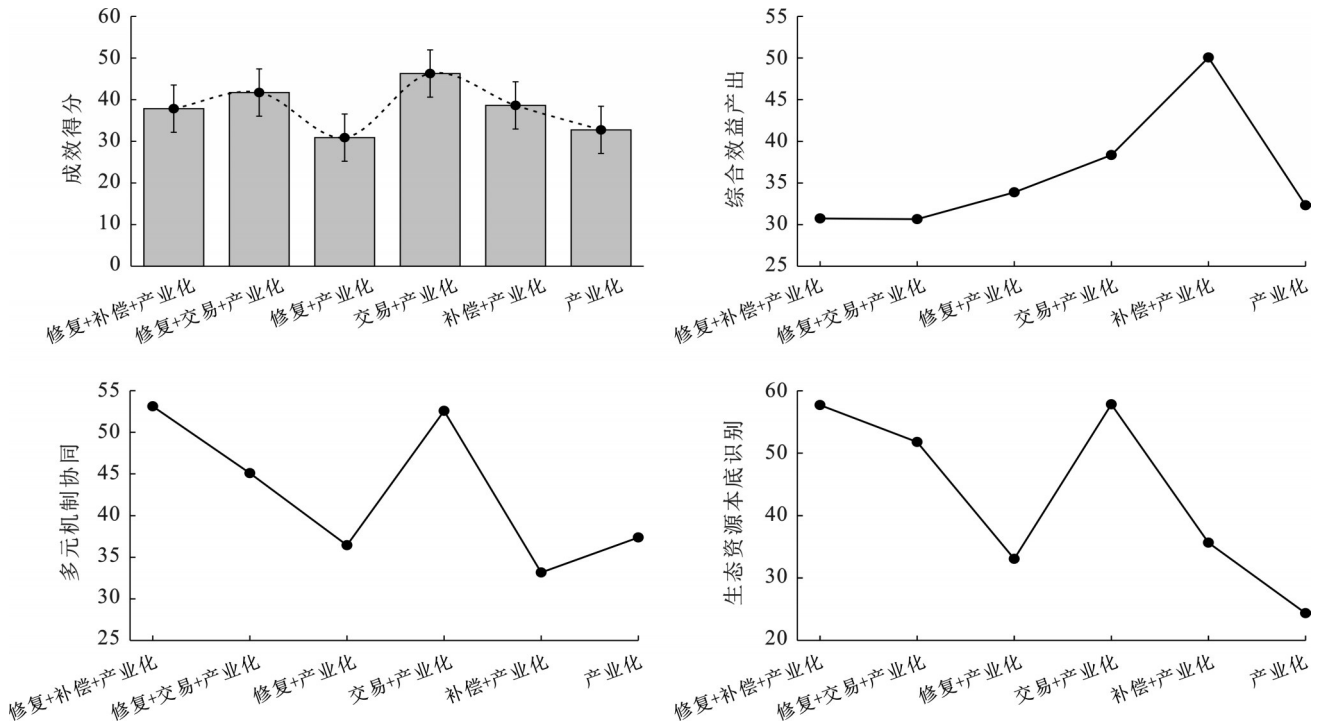 成效得分
60
50
40
30
20
10
0
修复+补偿+产业化
修复+交易+产业化
修复+产业化
交易+产业化
补偿+产业化
产业化
综合效益产出
55
50
45
40
35
30
25
修复+补偿+产业化
修复+交易+产业化
修复+产业化
交易+产业化
补偿+产业化
产业化
多元机制协同
55
50
45
40
35
30
25
修复+补偿+产业化
修复+交易+产业化
修复+产业化
交易+产业化
补偿+产业化
产业化
生态资源本底识别
60
50
40
30
20
修复+补偿+产业化
修复+交易+产业化
修复+产业化
交易+产业化
补偿+产业化
产业化